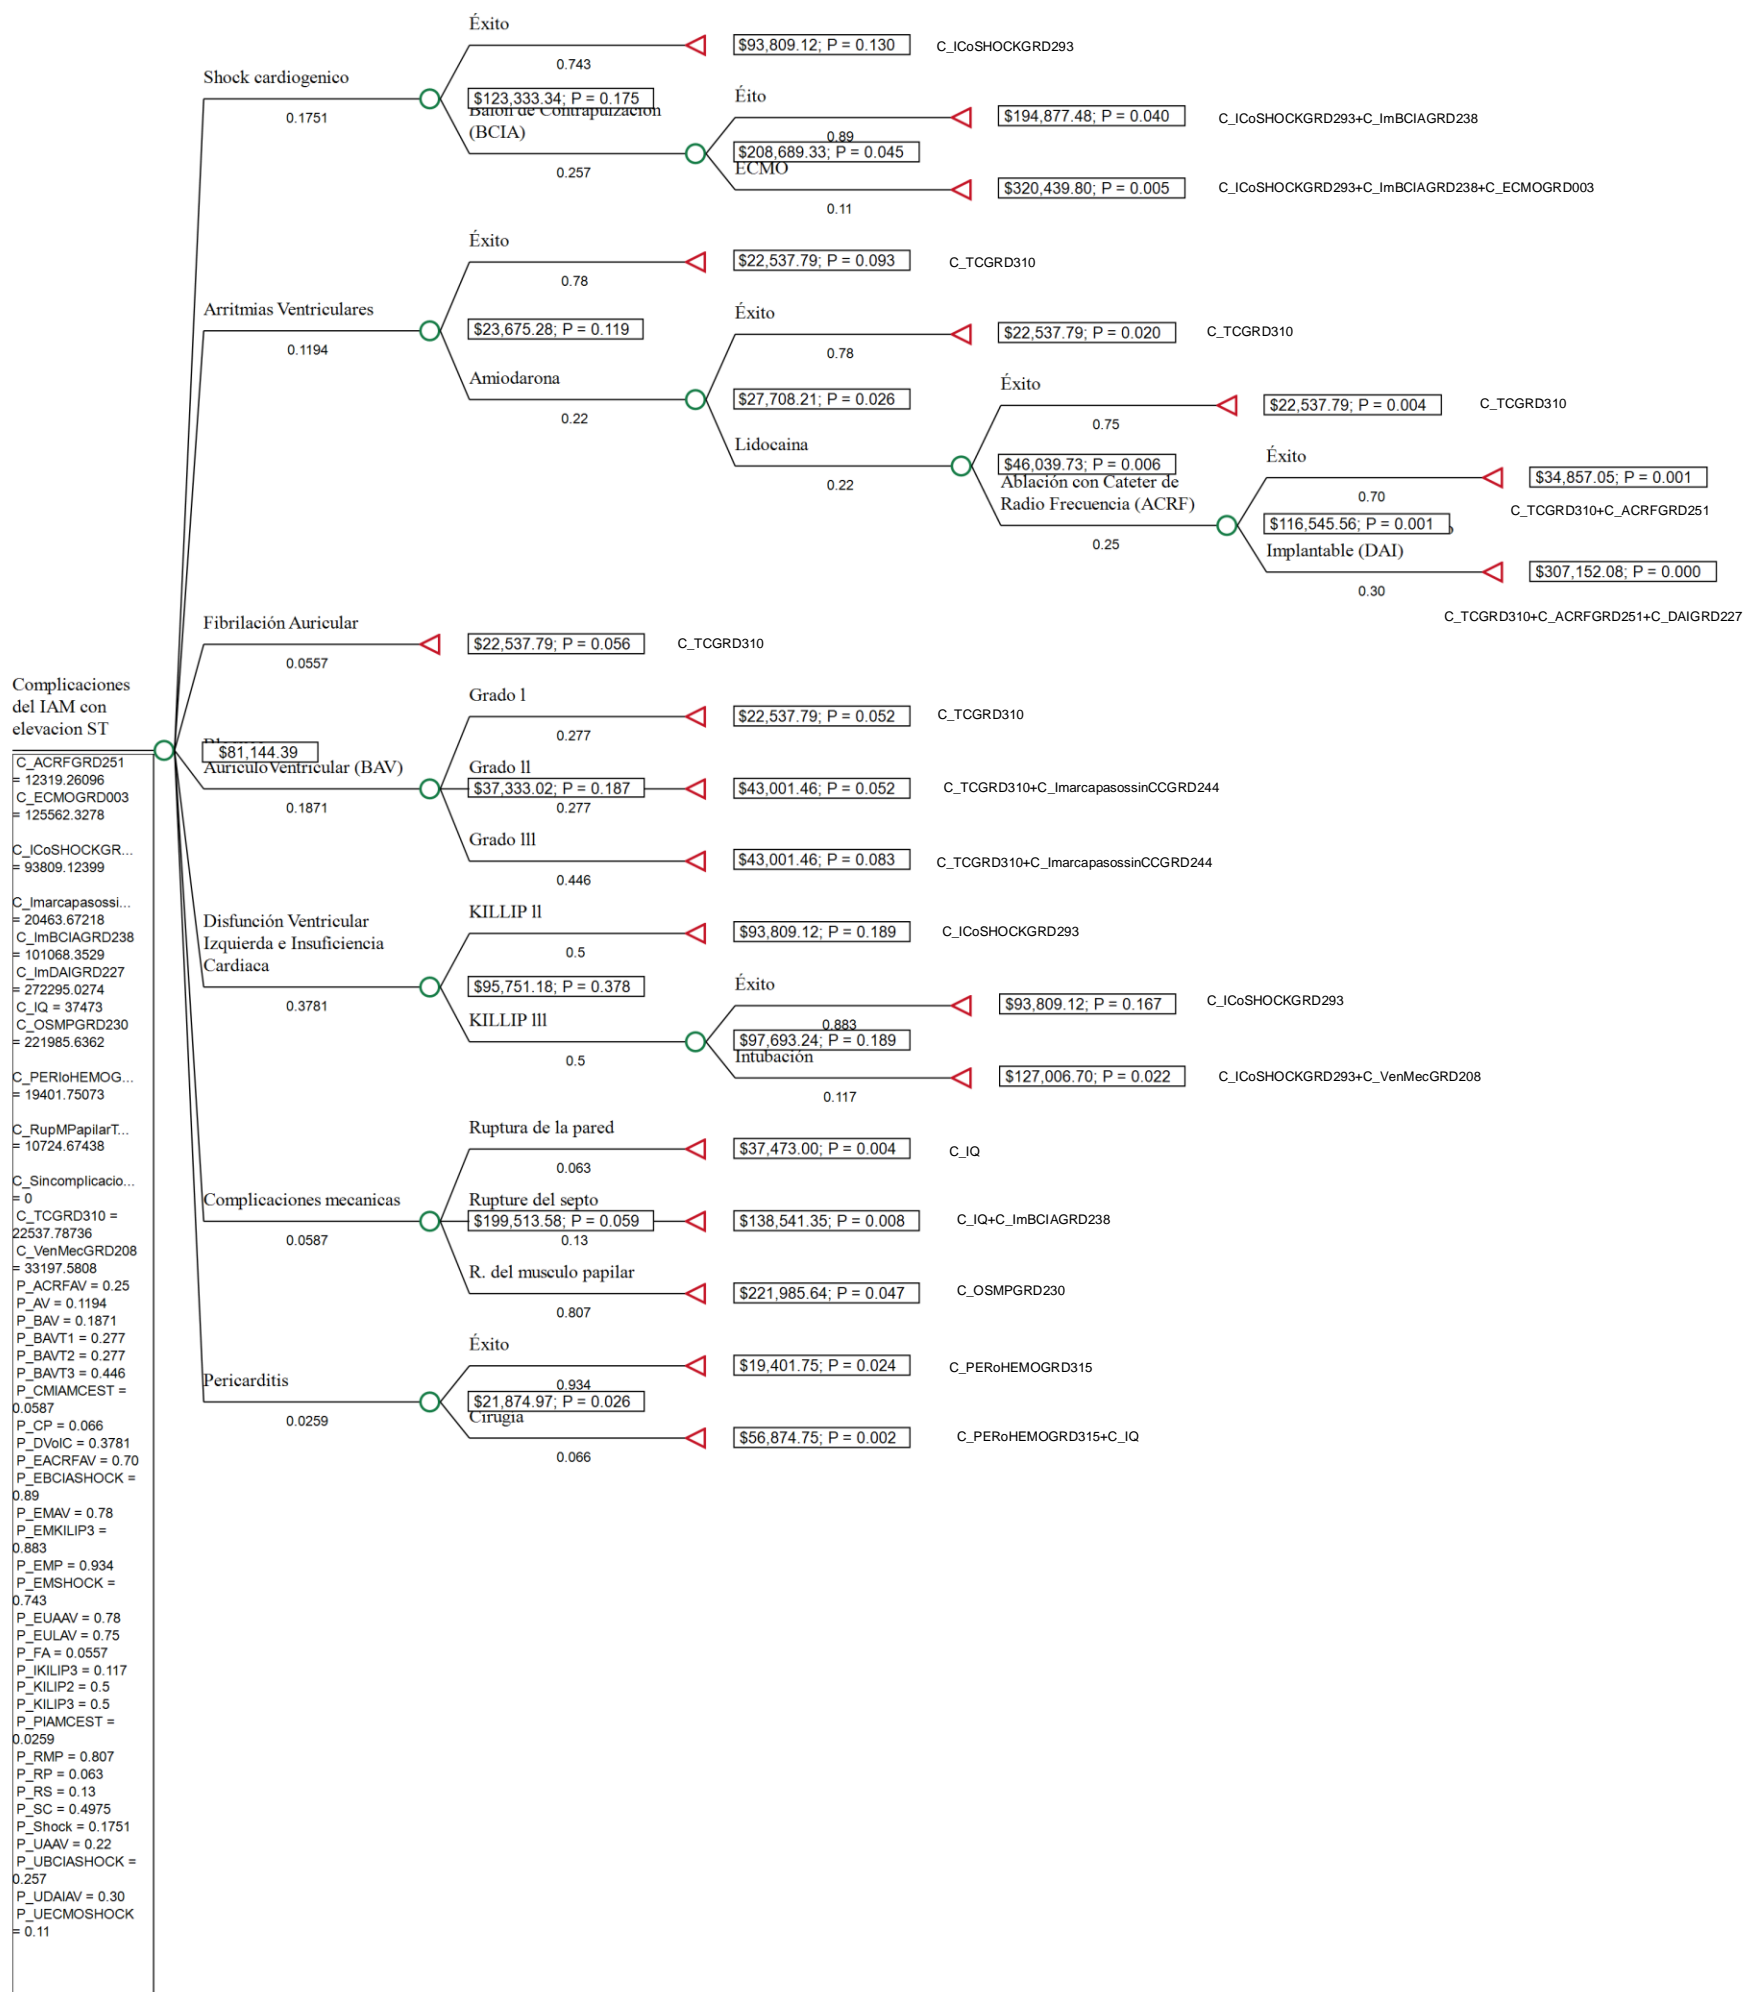 Éxito
$93,809.12; P = 0.130
C_ICoSHOCKGRD293
0.743
Shock cardiogenico
0.1751
$123,333.34; P = 0.175
Balon de Contrapulzacion
(BCIA)
0.257
Éito
$194,877.48; P = 0.040
C_ICoSHOCKGRD293+C_ImBCIAGRD238
0.89
$208,689.33; P = 0.045
ECMO
$320,439.80; P = 0.005
C_ICoSHOCKGRD293+C_ImBCIAGRD238+C_ECMOGRD003
0.11
Éxito
$22,537.79; P = 0.093
C_TCGRD310
0.78
Arritmias Ventriculares
0.1194
$23,675.28; P = 0.119
Amiodarona
0.22
Éxito
$22,537.79; P = 0.020
C_TCGRD310
0.78
$27,708.21; P = 0.026
Lidocaina
0.22
Éxito
$22,537.79; P = 0.004
C_TCGRD310
0.75
$46,039.73; P = 0.006
Ablación con Cateter de
Radio Frecuencia (ACRF)
0.25
Éxito
$34,857.05; P = 0.001
0.70
C_TCGRD310+C_ACRFGRD251
$116,545.56; P = 0.001
Implantable (DAI)
$307,152.08; P = 0.000
0.30
C_TCGRD310+C_ACRFGRD251+C_DAIGRD227
Fibrilación Auricular
$22,537.79; P = 0.056
C_TCGRD310
0.0557
Complicaciones
del IAM con
elevacion ST
$81,144.39
AuriculoVentricular (BAV)
0.1871
Grado l
$22,537.79; P = 0.052
C_TCGRD310
0.277
Grado ll
$37,333.02; P = 0.187
$43,001.46; P = 0.052
C_TCGRD310+C_ImarcapasossinCCGRD244
0.277
Grado lll
$43,001.46; P = 0.083
C_TCGRD310+C_ImarcapasossinCCGRD244
0.446
Disfunción Ventricular
Izquierda e Insuficiencia
Cardiaca
0.3781
KILLIP ll
$93,809.12; P = 0.189
C_ICoSHOCKGRD293
0.5
$95,751.18; P = 0.378
KILLIP lll
0.5
Éxito
$93,809.12; P = 0.167
C_ICoSHOCKGRD293
0.883
$97,693.24; P = 0.189
Intubación
$127,006.70; P = 0.022
C_ICoSHOCKGRD293+C_VenMecGRD208
0.117
Ruptura de la pared
$37,473.00; P = 0.004
C_IQ
0.063
Complicaciones mecanicas
0.0587
Rupture del septo
$199,513.58; P = 0.059
$138,541.35; P = 0.008
C_IQ+C_ImBCIAGRD238
0.13
R. del musculo papilar
$221,985.64; P = 0.047
C_OSMPGRD230
0.807
Éxito
$19,401.75; P = 0.024
C_PERoHEMOGRD315
0.934
Pericarditis
0.0259
$21,874.97; P = 0.026
Cirugia
$56,874.75; P = 0.002
C_PERoHEMOGRD315+C_IQ
0.066
C_ACRFGRD251
= 12319.26096
C_ECMOGRD003
= 125562.3278
C_ICoSHOCKGR...
= 93809.12399
C_Imarcapasossi...
= 20463.67218
C_ImBCIAGRD238
= 101068.3529
C_ImDAIGRD227
= 272295.0274
C_IQ = 37473
C_OSMPGRD230
= 221985.6362
C_PERIoHEMOG...
= 19401.75073
C_RupMPapilarT...
= 10724.67438
C_Sincomplicacio...
= 0
C_TCGRD310 =
22537.78736
C_VenMecGRD208
= 33197.5808
P_ACRFAV = 0.25
P_AV = 0.1194
P_BAV = 0.1871
P_BAVT1 = 0.277
P_BAVT2 = 0.277
P_BAVT3 = 0.446
P_CMIAMCEST =
0.0587
P_CP = 0.066
P_DVoIC = 0.3781
P_EACRFAV = 0.70
P_EBCIASHOCK =
0.89
P_EMAV = 0.78
P_EMKILIP3 =
0.883
P_EMP = 0.934
P_EMSHOCK =
0.743
P_EUAAV = 0.78
P_EULAV = 0.75
P_FA = 0.0557
P_IKILIP3 = 0.117
P_KILIP2 = 0.5
P_KILIP3 = 0.5
P_PIAMCEST =
0.0259
P_RMP = 0.807
P_RP = 0.063
P_RS = 0.13
P_SC = 0.4975
P_Shock = 0.1751
P_UAAV = 0.22
P_UBCIASHOCK =
0.257
P_UDAIAV = 0.30
P_UECMOSHOCK
= 0.11